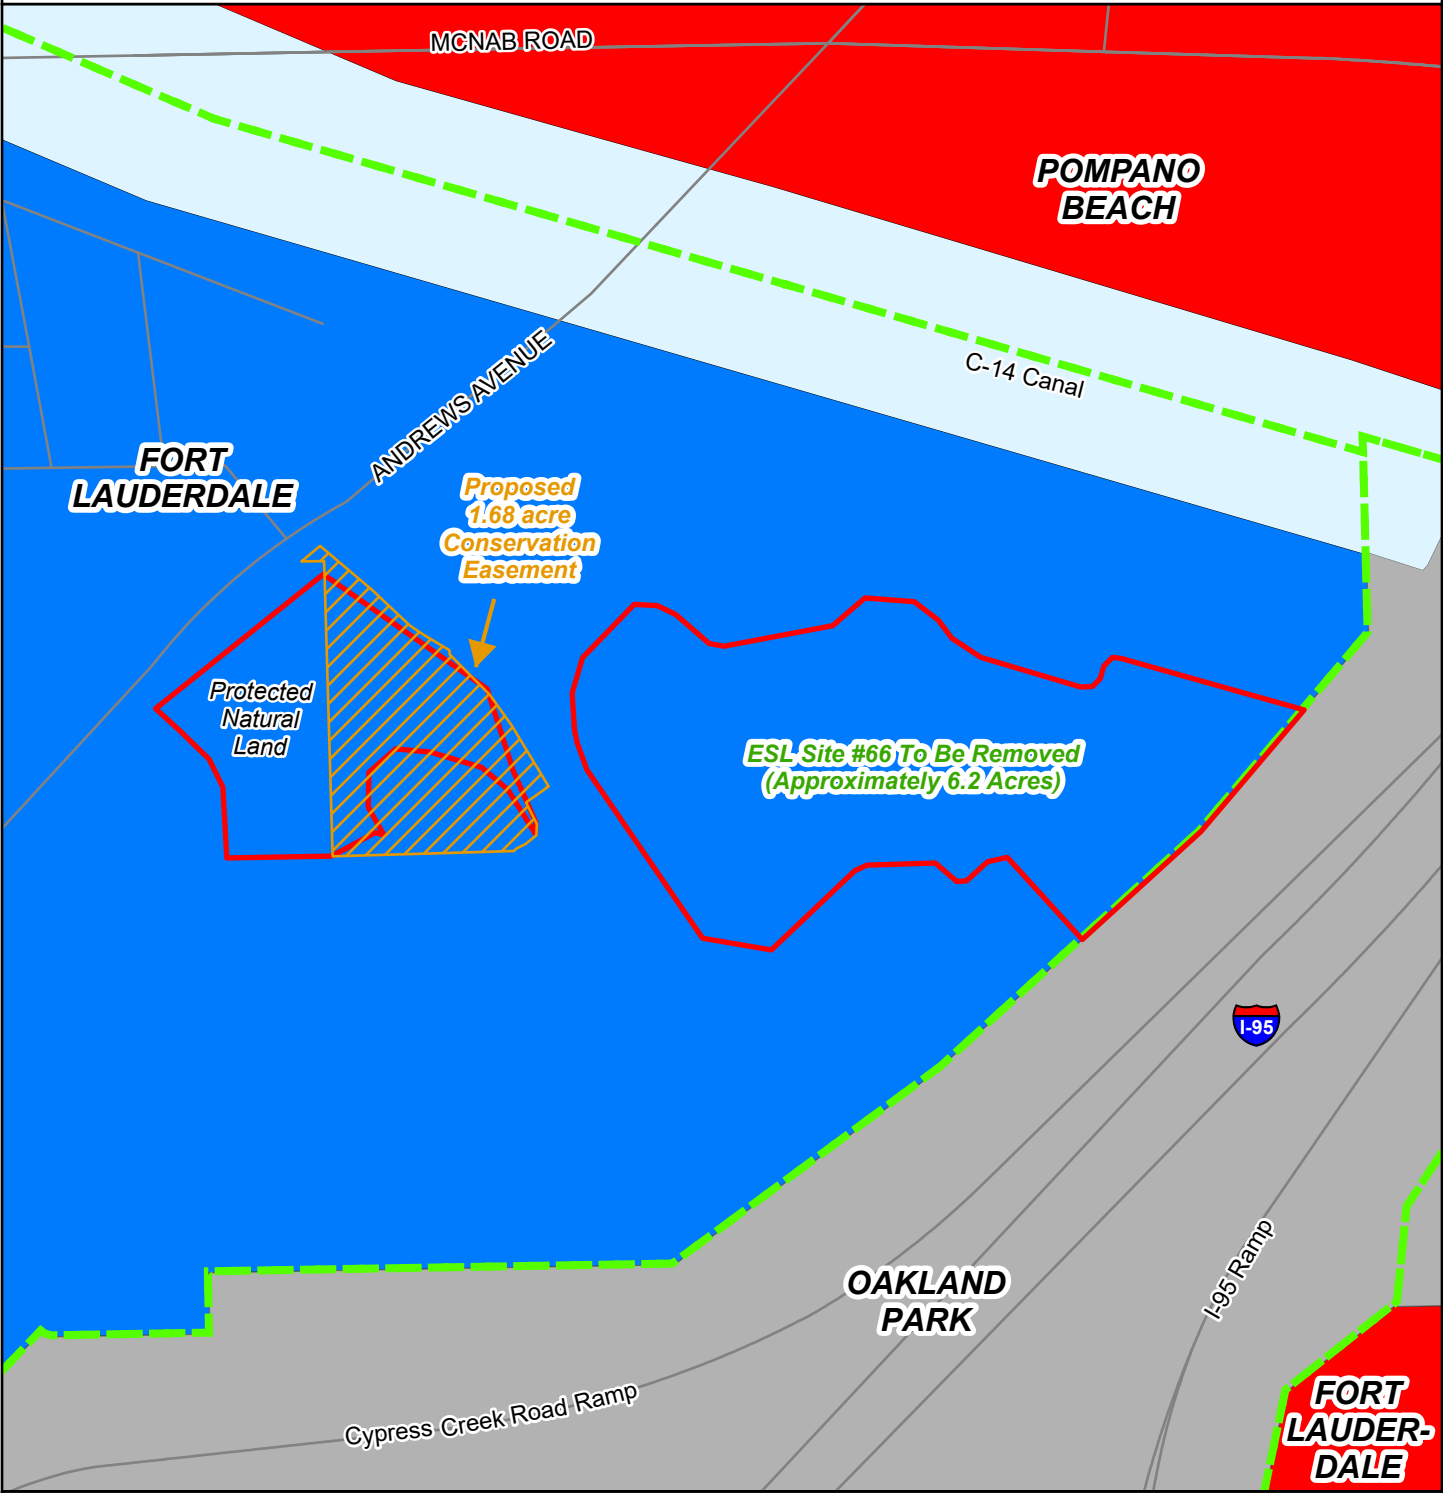 MCNAB ROAD
POMPANO
BEACH
C-14 Canal
ANDREWS AVENUE
FORT
LAUDERDALE
Proposed
1.68 acre
Conservation
Easement
Protected
Natural
Land
ESL Site #66 To Be Removed
(Approximately 6.2 Acres)
I-95
I-95 Ramp
OAKLAND
PARK
Cypress Creek Road Ramp
FORT
LAUDER-
DALE